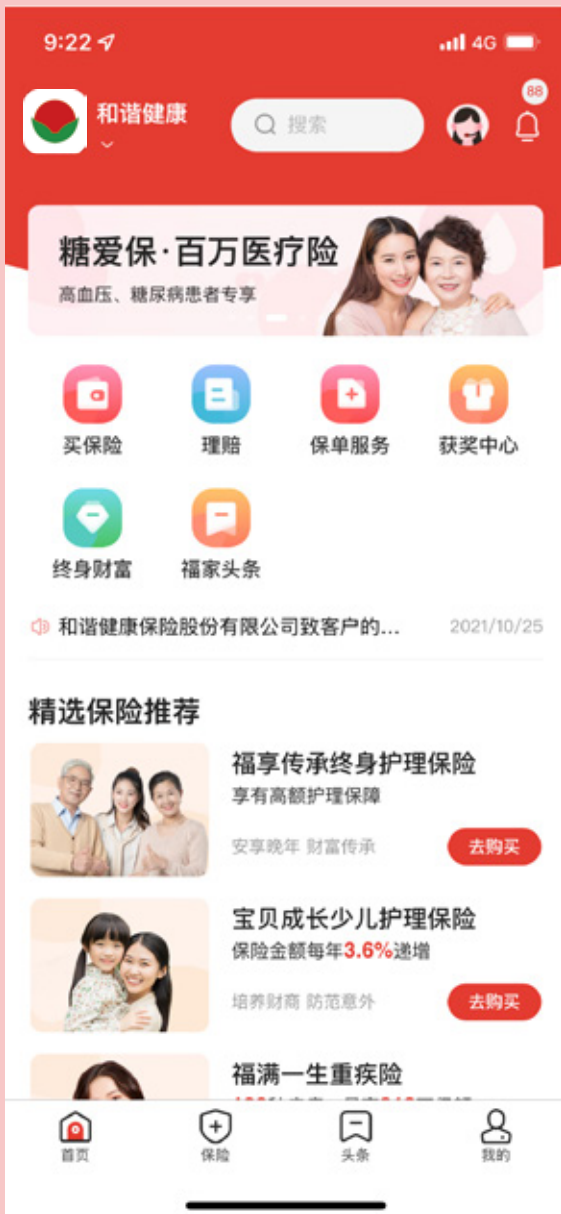 9:22
4G
和谐健康
搜索
88
糖爱保·百万医疗险
高血压、糖尿病患者专享
买保险
理赔
保单服务
获奖中心
终身财富
福家头条
和谐健康保险股份有限公司致客户的...
2021/10/25
精选保险推荐
福享传承终身护理保险
享有高额护理保障
安享晚年 财富传承
去购买
宝贝成长少儿护理保险
保险金额每年3.6%递增
培养财商 防范意外
去购买
福满一生重疾险
首页
保险
头条
我的